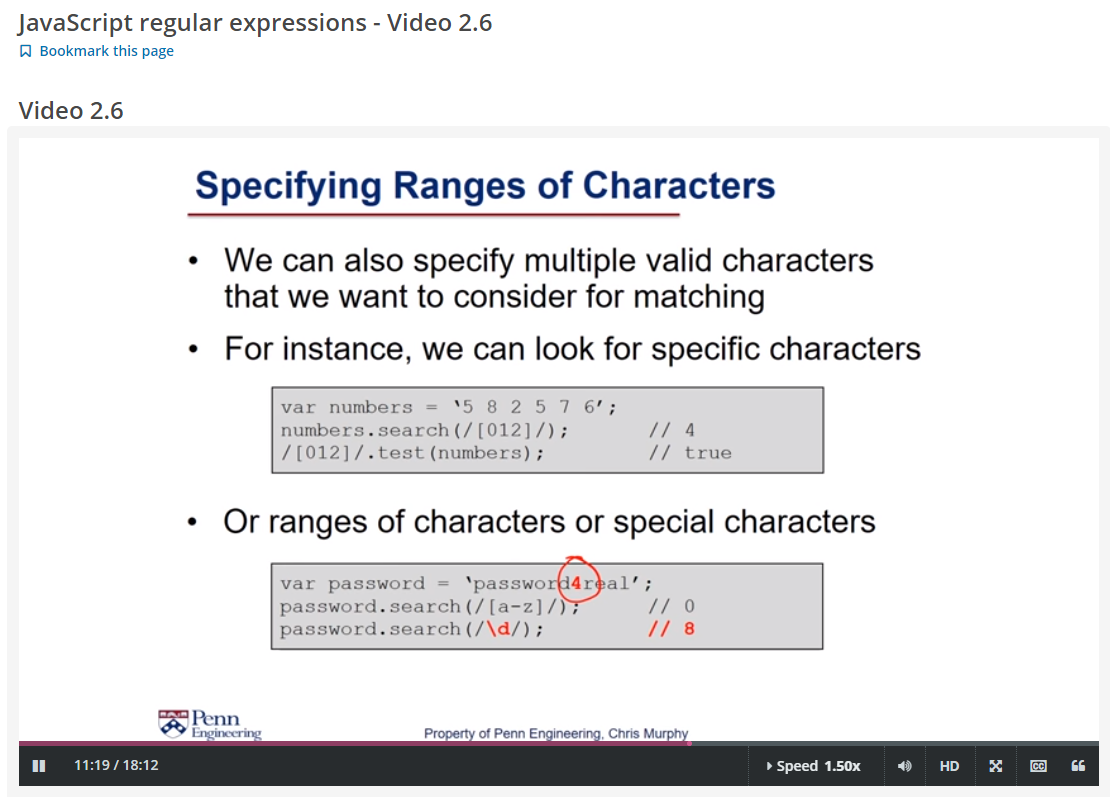 JavaScript regular expressions - Video 2.6
Bookmark this page
Video 2.6
Specifying Ranges of Characters
• We can also specify multiple valid characters
that we want to consider for matching
• For instance, we can look for specific characters
var numbers = ‛5 8 2 5 7 6’;
numbers.search(/[012]/); // 4
/[012]/.test(numbers); // true
• Or ranges of characters or special characters
var password = ‛password4real’;
password.search(/[a-z]/); // 0
password.search(/\d/); // 8
Penn
Engineering
Property of Penn Engineering, Chris Murphy
11:19 / 18:12 Speed 1.50x HD CC